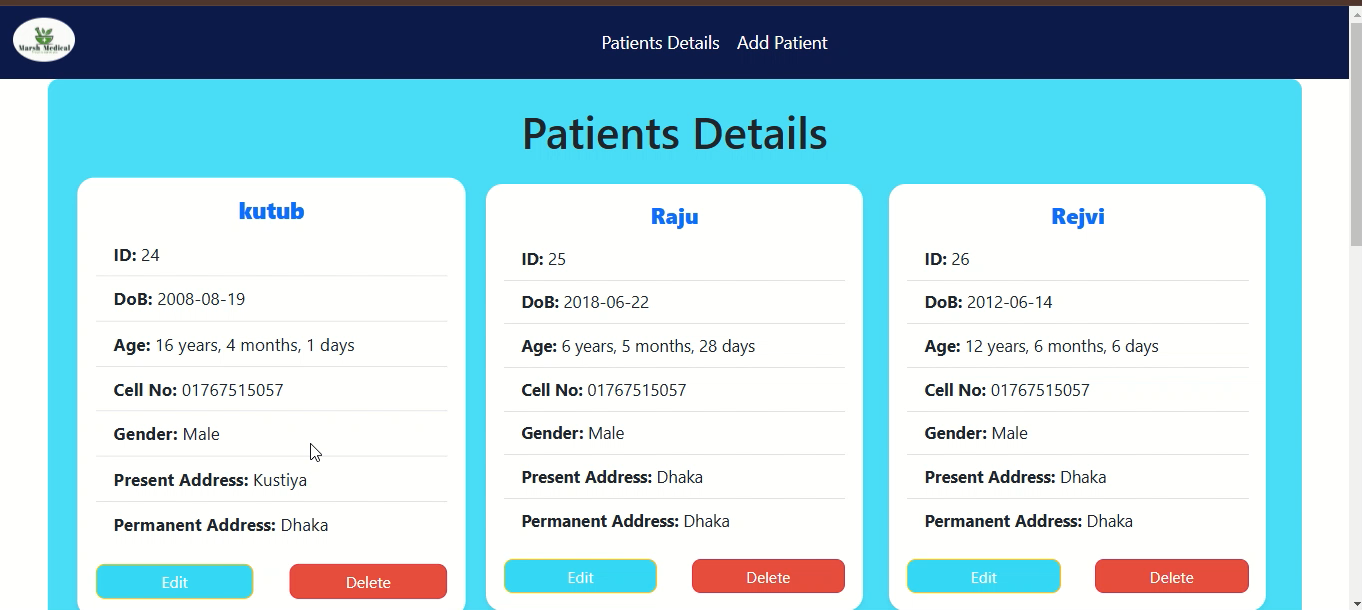 Marsh Medical
Patients Details Add Patient
Patients Details
kutub
ID: 24
DoB: 2008-08-19
Age: 16 years, 4 months, 1 days
Cell No: 01767515057
Gender: Male
Present Address: Kustiya
Permanent Address: Dhaka
Edit Delete
Raju
ID: 25
DoB: 2018-06-22
Age: 6 years, 5 months, 28 days
Cell No: 01767515057
Gender: Male
Present Address: Dhaka
Permanent Address: Dhaka
Edit Delete
Rejvi
ID: 26
DoB: 2012-06-14
Age: 12 years, 6 months, 6 days
Cell No: 01767515057
Gender: Male
Present Address: Dhaka
Permanent Address: Dhaka
Edit Delete